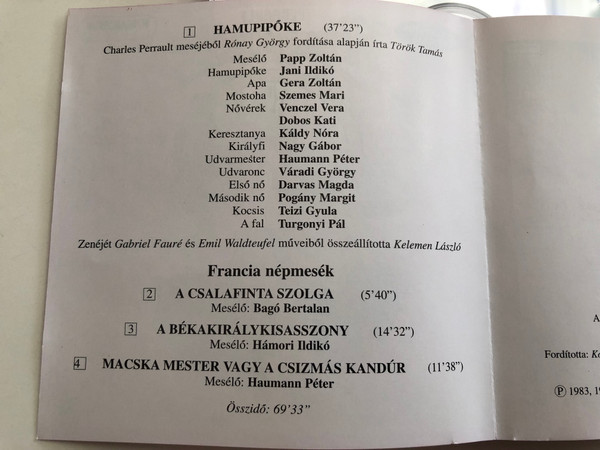 1 HAMUPIPŐKE (37’23”)
Charles Perrault meséjéből Rónay György fordítása alapján írta Török Tamás
Mesélő Papp Zoltán
Hamupipőke Jani Ildikó
Apa Gera Zoltán
Mostoha Szemes Mari
Nővérek Venczel Vera
Dobos Kati
Keresztanya Káldy Nóra
Királyfi Nagy Gábor
Udvarmester Haumann Péter
Udvaronc Váradi György
Első nő Darvas Magda
Második nő Pogány Margit
Kocsis Teizi Gyula
A fal Turgonyi Pál
Zenéjét Gabriel Fauré és Emil Waldteufel műveiből összeállította Kelemen László
Francia népmesék
2 A CSALAFINTA SZOLGA (5’40”)
Mesélő: Bagó Bertalan
3 A BÉKAKIRÁLYKISASSZONY (14’32”)
Mesélő: Hámori Ildikó
4 MACSKA MESTER VAGY A CSIZMÁS KANDÚR (11’38”)
Mesélő: Haumann Péter
Összidő: 69’33”
A
Fordította:
Ⓟ 1983,